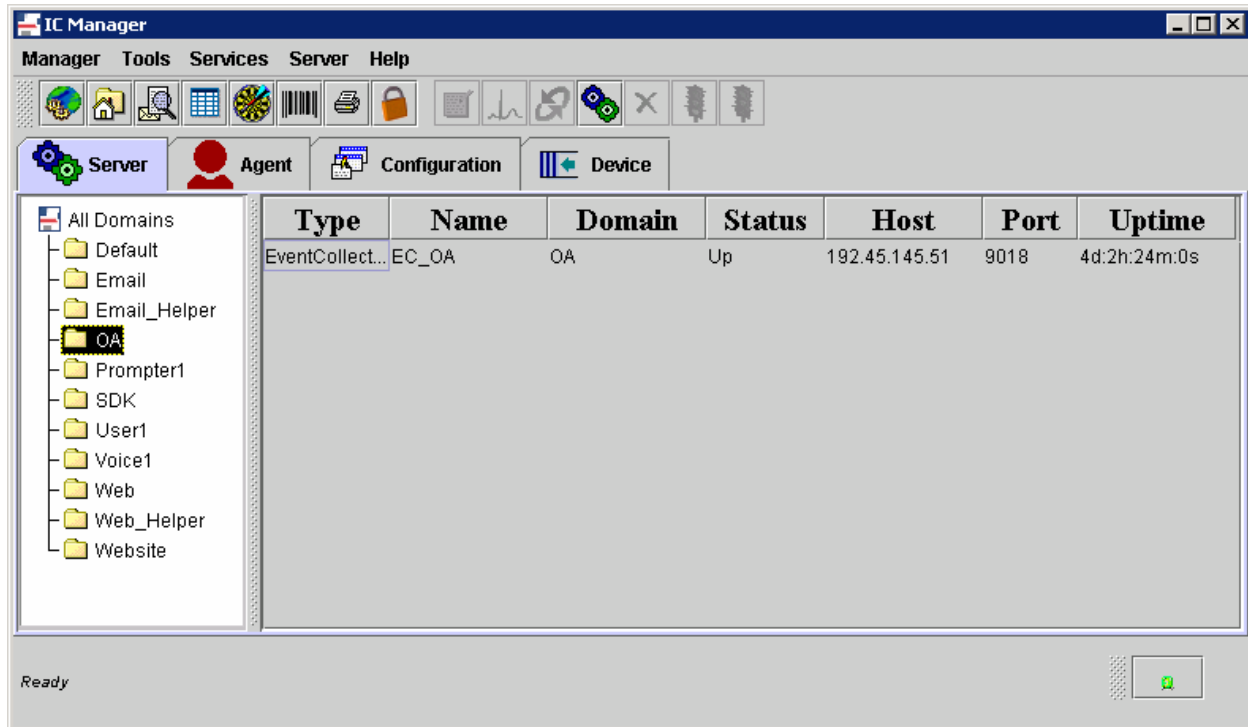 IC Manager
Manager Tools Services Server Help
Server Agent Configuration Device
All Domains
Default
Email
Email_Helper
OA
Prompter1
SDK
User1
Voice1
Web
Web_Helper
Website
Type Name Domain Status Host Port Uptime
EventCollect... EC_OA OA Up 192.45.145.51 9018 4d:2h:24m:0s
Ready